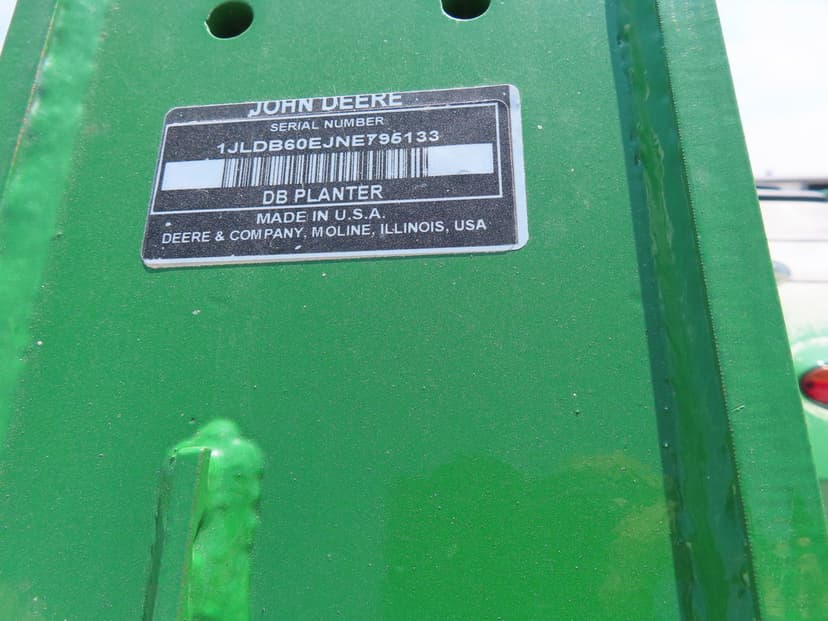 JOHN DEERE
SERIAL NUMBER
1JLDB60EJNE795133
DB PLANTER
MADE IN U.S.A.
DEERE & COMPANY, MOLINE, ILLINOIS, USA